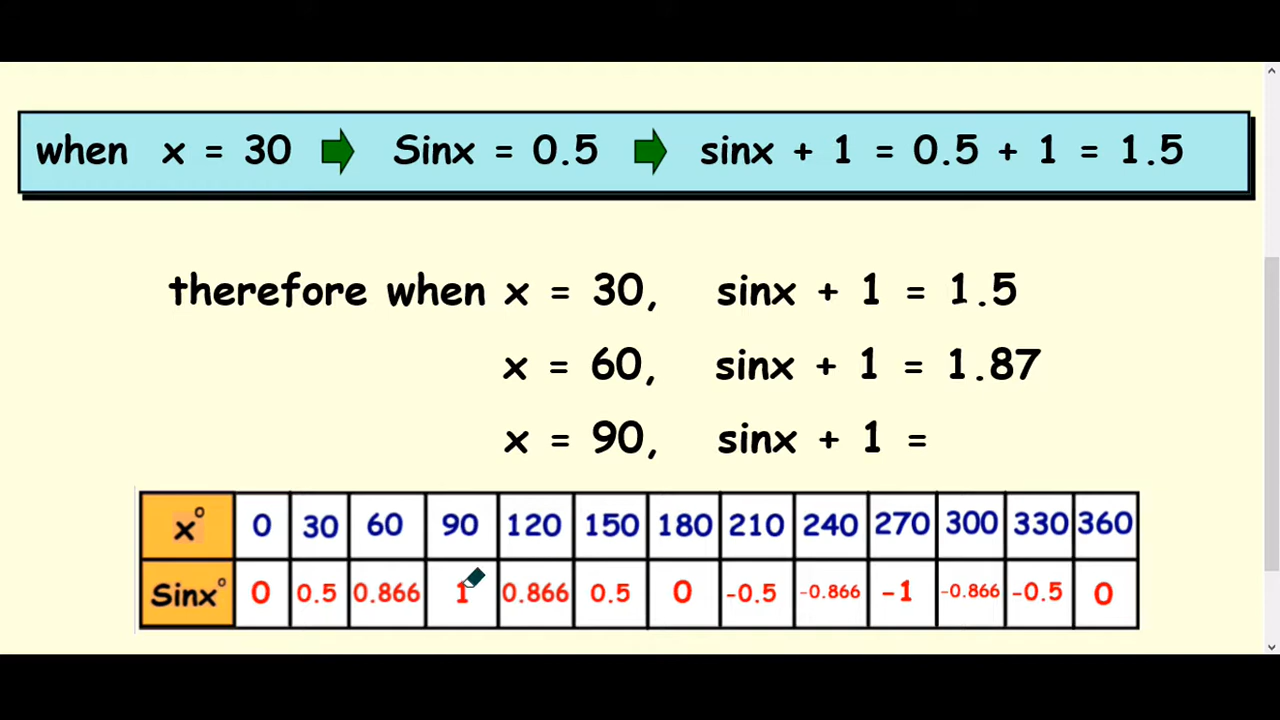 when x = 30 Sinx = 0.5 sinx + 1 = 0.5 + 1 = 1.5
therefore when x = 30, sinx + 1 = 1.5
x = 60, sinx + 1 = 1.87
x = 90, sinx + 1 =
x° 0 30 60 90 120 150 180 210 240 270 300 330 360
Sinx° 0 0.5 0.866 1 0.866 0.5 0 -0.5 -0.866 -1 -0.866 -0.5 0